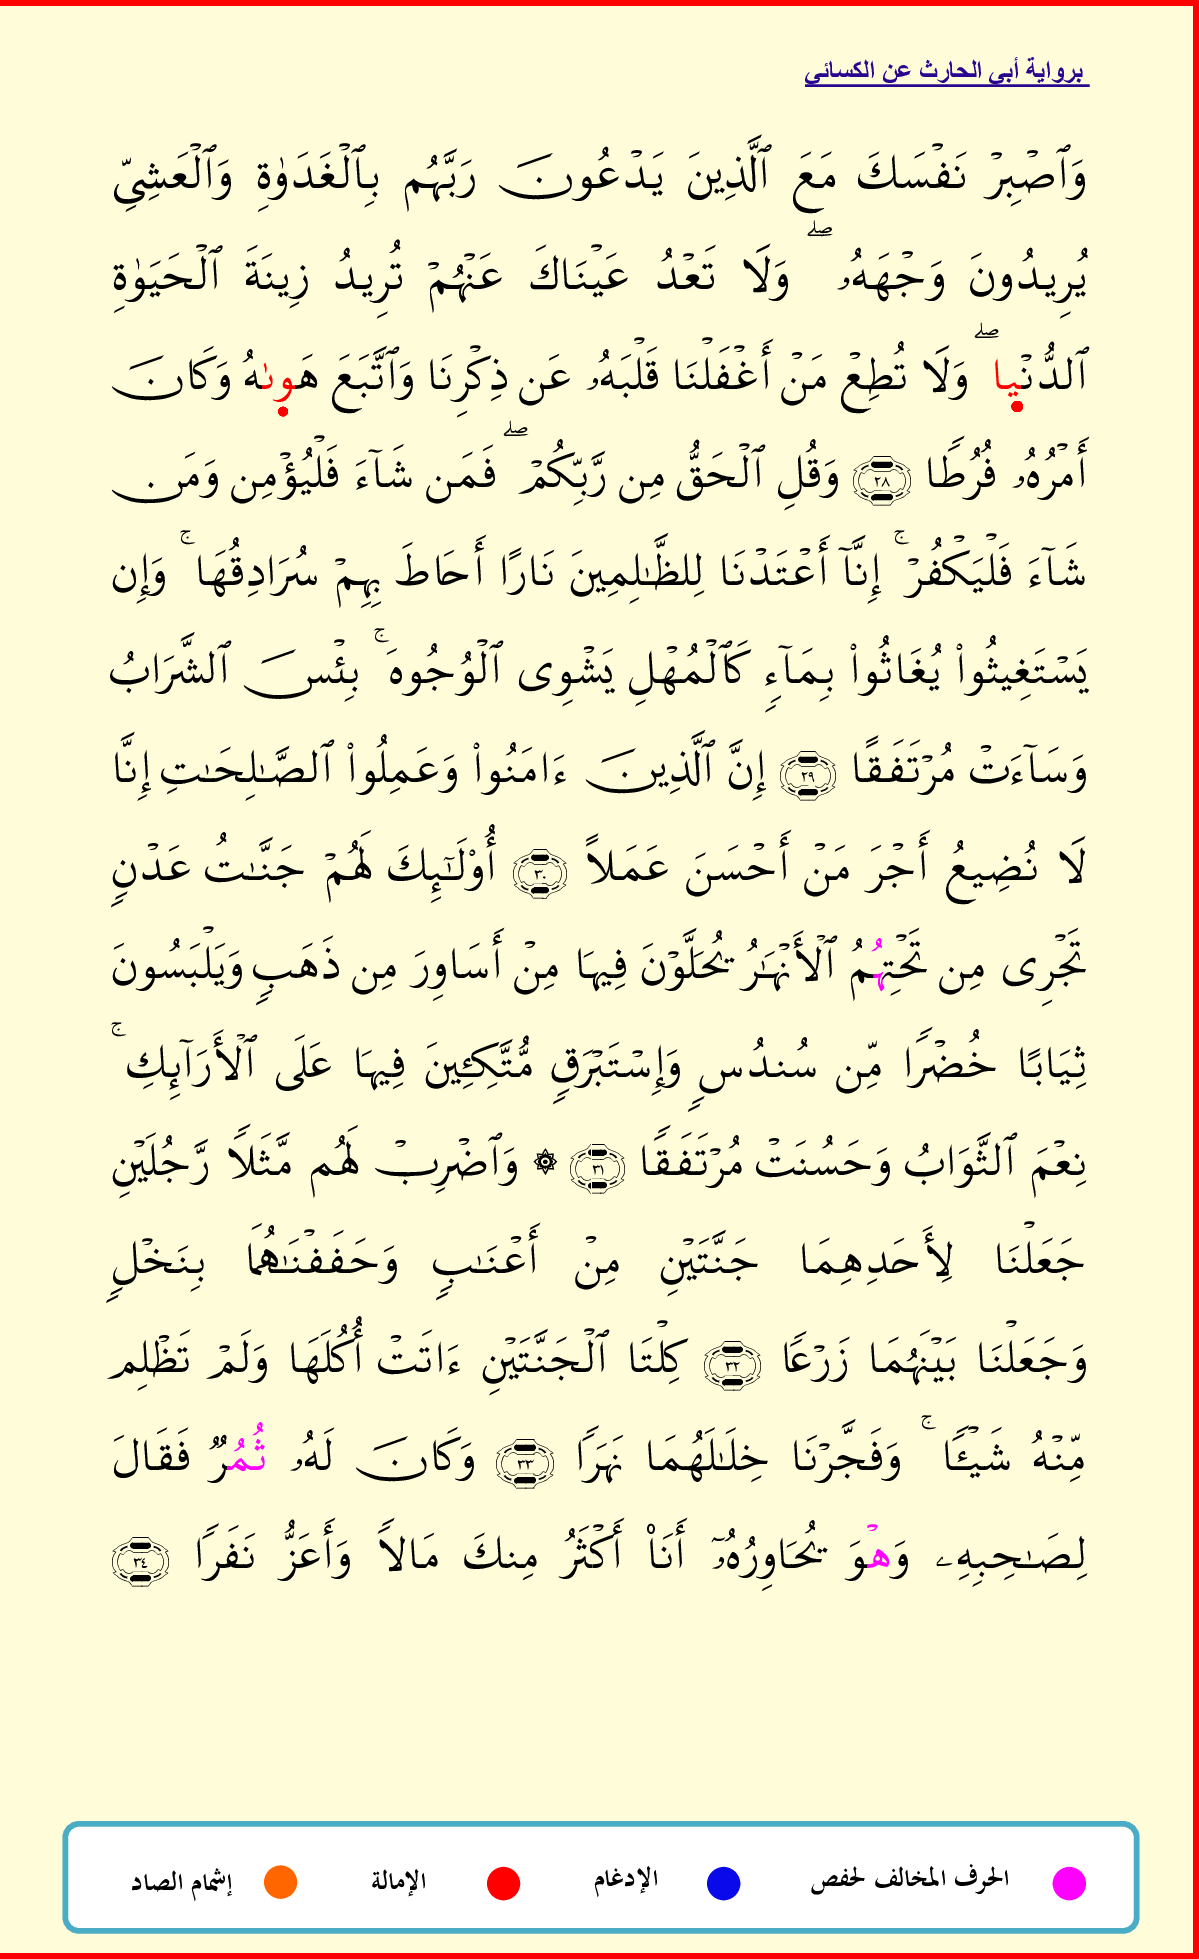 برواية أبي الحارث عن الكسائي
وَٱصۡبِرۡ نَفۡسَكَ مَعَ ٱلَّذِينَ يَدۡعُونَ رَبَّهُم بِٱلۡغَدَوٰةِ وَٱلۡعَشِيِّ
يُرِيدُونَ وَجۡهَهُۥۖ وَلَا تَعۡدُ عَيۡنَاكَ عَنۡهُمۡ تُرِيدُ زِينَةَ ٱلۡحَيَوٰةِ
ٱلدُّنۡيۭاۖ وَلَا تُطِعۡ مَنۡ أَغۡفَلۡنَا قَلۡبَهُۥ عَن ذِكۡرِنَا وَٱتَّبَعَ هَوۭىٰهُ وَكَانَ
أَمۡرُهُۥ فُرُطٗا ٢٨ وَقُلِ ٱلۡحَقُّ مِن رَّبِّكُمۡۖ فَمَن شَآءَ فَلۡيُؤۡمِن وَمَن
شَآءَ فَلۡيَكۡفُرۡۚ إِنَّآ أَعۡتَدۡنَا لِلظَّٰلِمِينَ نَارًا أَحَاطَ بِهِمۡ سُرَادِقُهَاۚ وَإِن
يَسۡتَغِيثُواْ يُغَاثُواْ بِمَآءٖ كَٱلۡمُهۡلِ يَشۡوِي ٱلۡوُجُوهَۚ بِئۡسَ ٱلشَّرَابُ
وَسَآءَتۡ مُرۡتَفَقًا ٢٩ إِنَّ ٱلَّذِينَ ءَامَنُواْ وَعَمِلُواْ ٱلصَّٰلِحَٰتِ إِنَّا
لَا نُضِيعُ أَجۡرَ مَنۡ أَحۡسَنَ عَمَلًا ٣٠ أُوْلَٰٓئِكَ لَهُمۡ جَنَّٰتُ عَدۡنٖ
تَجۡرِي مِن تَحۡتِهُمُ ٱلۡأَنۡهَٰرُ يُحَلَّوۡنَ فِيهَا مِنۡ أَسَاوِرَ مِن ذَهَبٖ وَيَلۡبَسُونَ
ثِيَابًا خُضۡرٗا مِّن سُندُسٖ وَإِسۡتَبۡرَقٖ مُّتَّكِـِٔينَ فِيهَا عَلَى ٱلۡأَرَآئِكِۚ
نِعۡمَ ٱلثَّوَابُ وَحَسُنَتۡ مُرۡتَفَقٗا ٣١ ۞ وَٱضۡرِبۡ لَهُم مَّثَلٗا رَّجُلَيۡنِ
جَعَلۡنَا لِأَحَدِهِمَا جَنَّتَيۡنِ مِنۡ أَعۡنَٰبٖ وَحَفَفۡنَٰهُمَا بِنَخۡلٖ
وَجَعَلۡنَا بَيۡنَهُمَا زَرۡعٗا ٣٢ كِلۡتَا ٱلۡجَنَّتَيۡنِ ءَاتَتۡ أُكُلَهَا وَلَمۡ تَظۡلِم
مِّنۡهُ شَيۡـٔٗاۚ وَفَجَّرۡنَا خِلَٰلَهُمَا نَهَرٗا ٣٣ وَكَانَ لَهُۥ ثُمُرٞ فَقَالَ
لِصَٰحِبِهِۦ وَهۡوَ يُحَاوِرُهُۥٓ أَنَا۠ أَكۡثَرُ مِنكَ مَالٗا وَأَعَزُّ نَفَرٗا ٣٤
الحرف المخالف لحفص الإدغام الإمالة إشمام الصاد